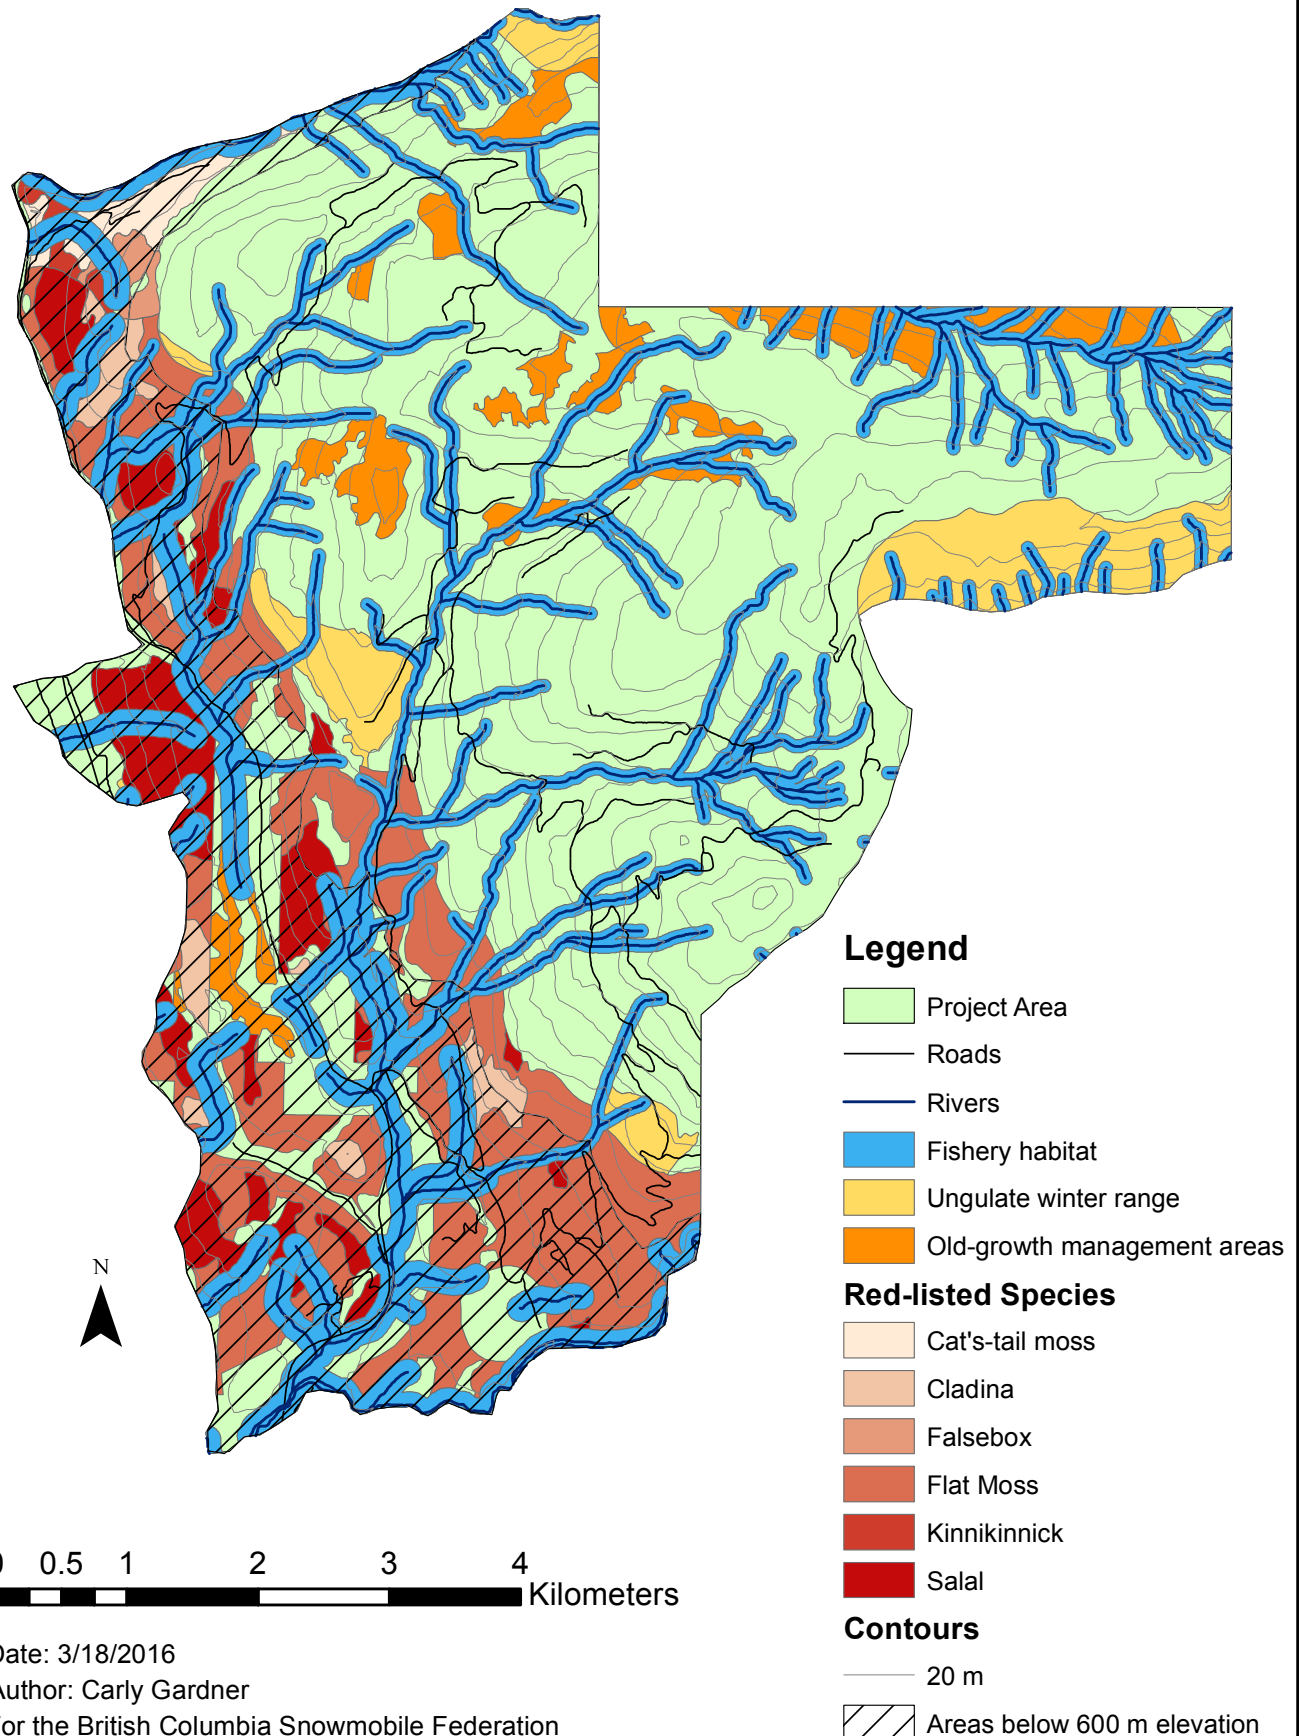 Legend
Project Area
Roads
Rivers
Fishery habitat
Ungulate winter range
Old-growth management areas
Red-listed Species
Cat's-tail moss
Cladina
Falsebox
Flat Moss
Kinnikinnick
Salal
Contours
20 m
Areas below 600 m elevation
N
0 0.5 1 2 3 4
Kilometers
Date: 3/18/2016
Author: Carly Gardner
for the British Columbia Snowmobile Federation